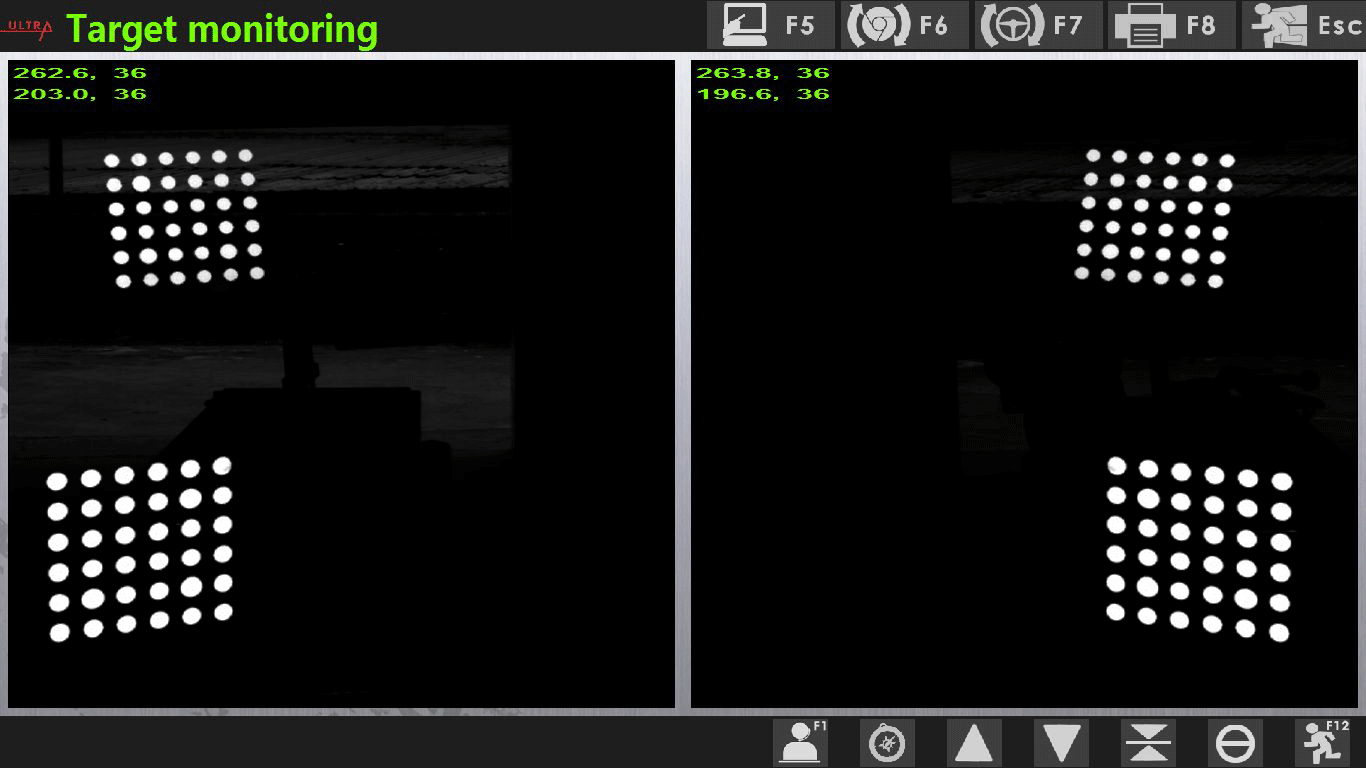 ULTRA Target monitoring F5 F6 F7 F8 Esc
262.6, 36
203.0, 36
263.8, 36
196.6, 36
F1 F12